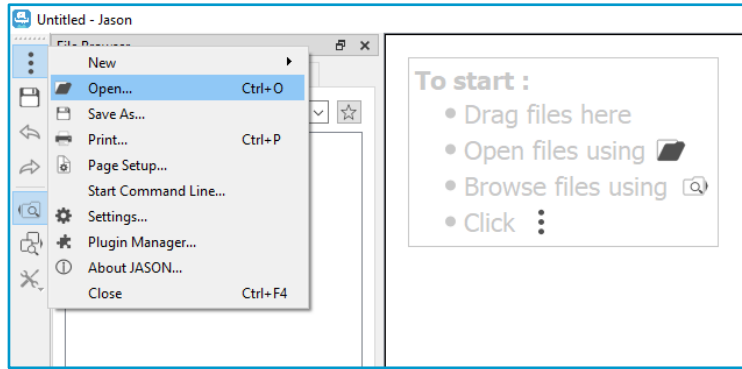 Untitled - Jason
File Browser
New
Open... Ctrl+O
Save As...
Print... Ctrl+P
Page Setup...
Start Command Line...
Settings...
Plugin Manager...
About JASON...
Close Ctrl+F4
To start :
• Drag files here
• Open files using
• Browse files using
• Click